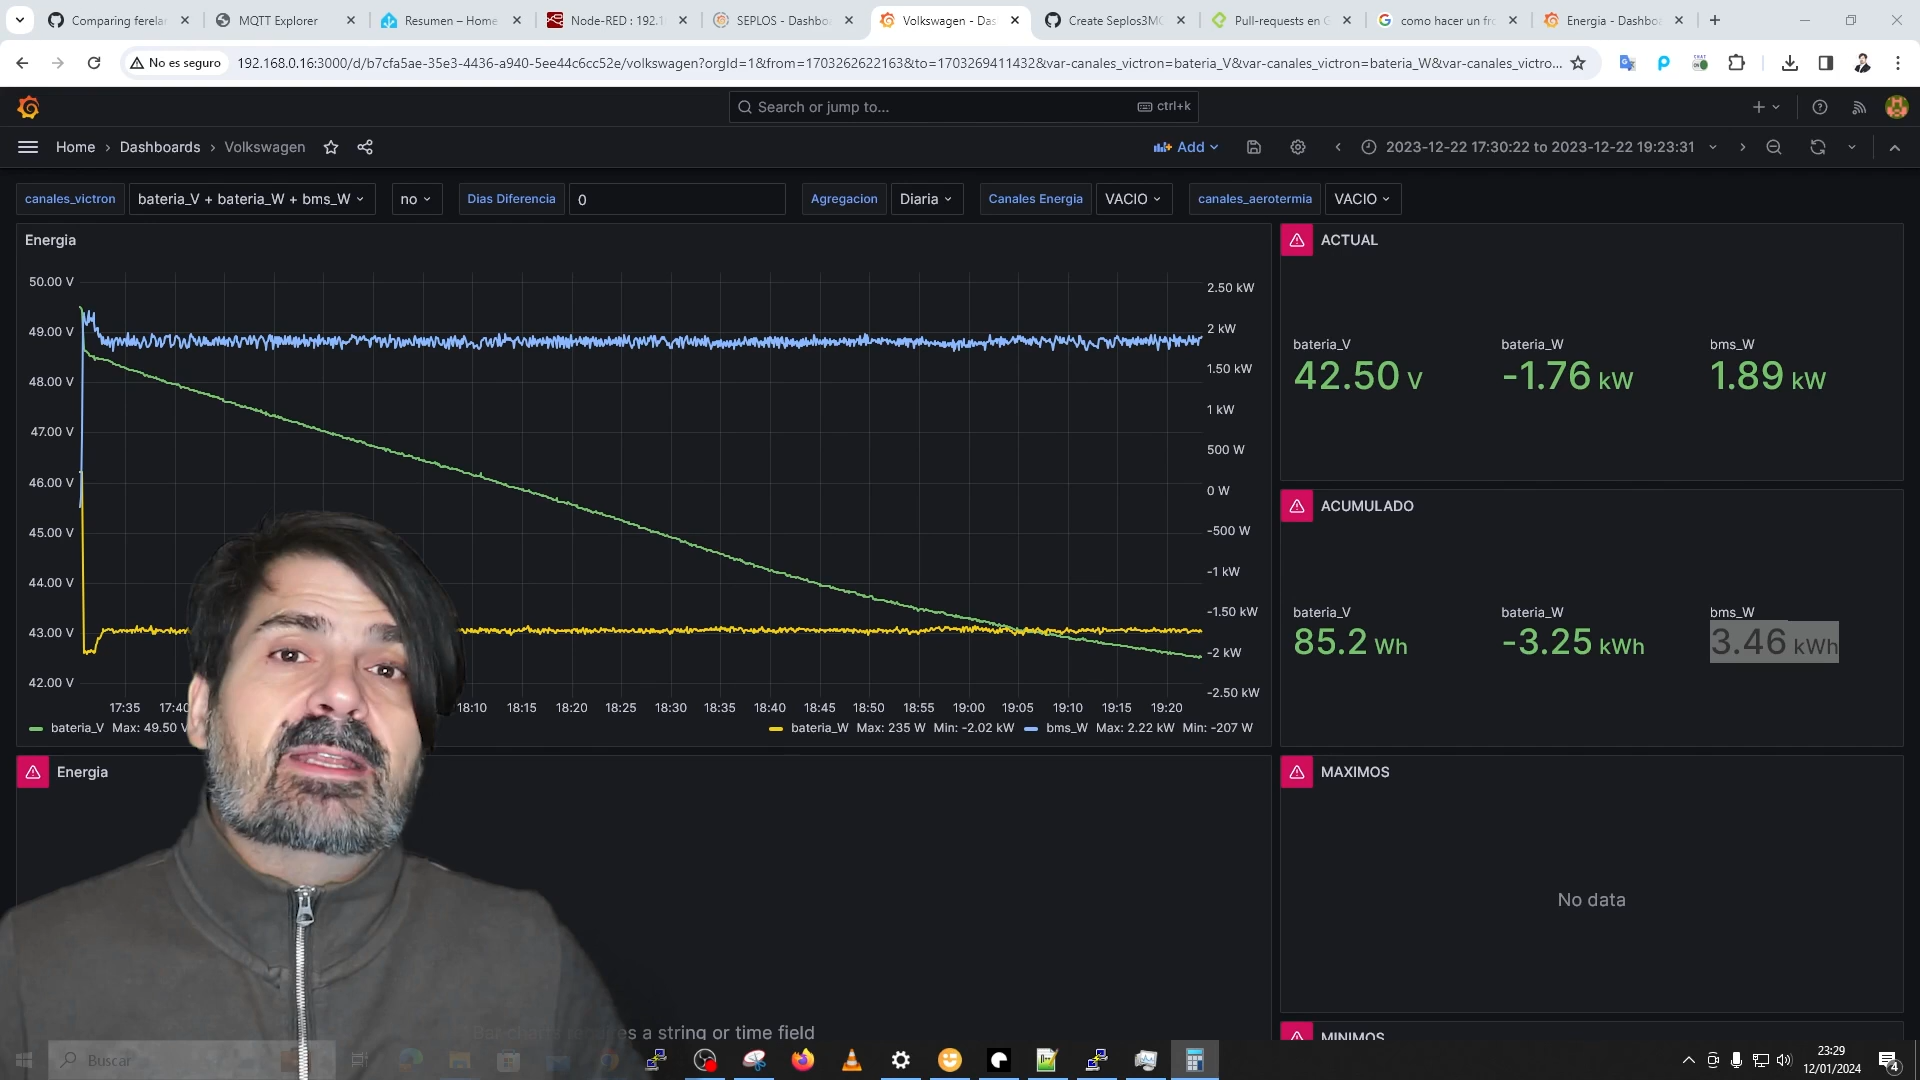 Comparing ferela
MQTT Explorer
Resumen – Home
Node-RED : 192.1
SEPLOS - Dashbo
Volkswagen - Das
Create Seplos3MQ
Pull-requests en G
como hacer un fro
Energia - Dashbo
No es seguro
192.168.0.16:3000/d/b7cfa5ae-35e3-4436-a940-5ee44c6cc52e/volkswagen?orgId=1&from=1703262622163&to=1703269411432&var-canales_victron=bateria_V&var-canales_victron=bateria_W&var-canales_victro...
Search or jump to...
ctrl+k
Home › Dashboards › Volkswagen
Add
2023-12-22 17:30:22 to 2023-12-22 19:23:31
canales_victron
bateria_V + bateria_W + bms_W
no
Dias Diferencia
0
Agregacion
Diaria
Canales Energia
VACIO
canales_aerotermia
VACIO
Energia
50.00 V
49.00 V
48.00 V
47.00 V
46.00 V
45.00 V
44.00 V
43.00 V
42.00 V
2.50 kW
2 kW
1.50 kW
1 kW
500 W
0 W
-500 W
-1 kW
-1.50 kW
-2 kW
-2.50 kW
17:35 17:40 18:10 18:15 18:20 18:25 18:30 18:35 18:40 18:45 18:50 18:55 19:00 19:05 19:10 19:15 19:20
bateria_V Max: 49.50 V
bateria_W Max: 235 W Min: -2.02 kW
bms_W Max: 2.22 kW Min: -207 W
ACTUAL
bateria_V
42.50 V
bateria_W
-1.76 kW
bms_W
1.89 kW
ACUMULADO
bateria_V
85.2 Wh
bateria_W
-3.25 kWh
bms_W
3.46 kWh
Energia
es a string or time field
MAXIMOS
No data
MINIMOS
Buscar
23:29
12/01/2024
4